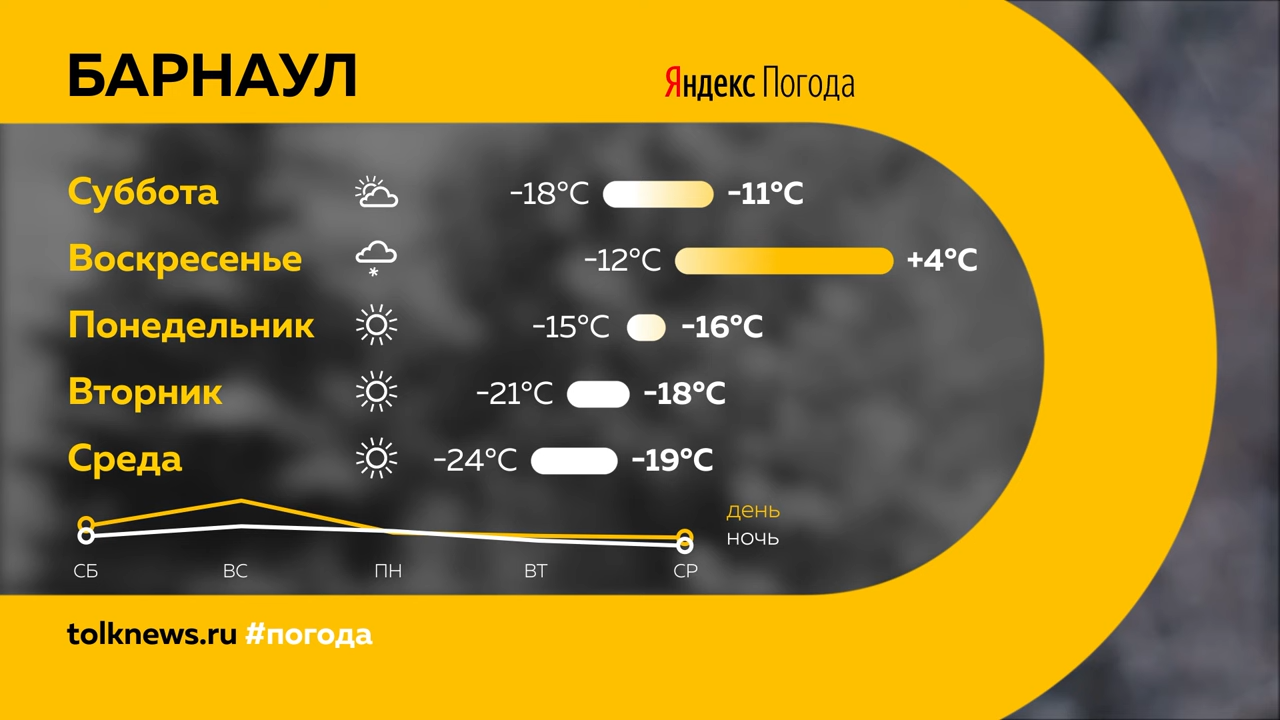 БАРНАУЛ
Яндекс Погода
Суббота -18°C -11°C
Воскресенье -12°C +4°C
Понедельник -15°C -16°C
Вторник -21°C -18°C
Среда -24°C -19°C
день
ночь
СБ ВС ПН ВТ СР
tolknews.ru #погода